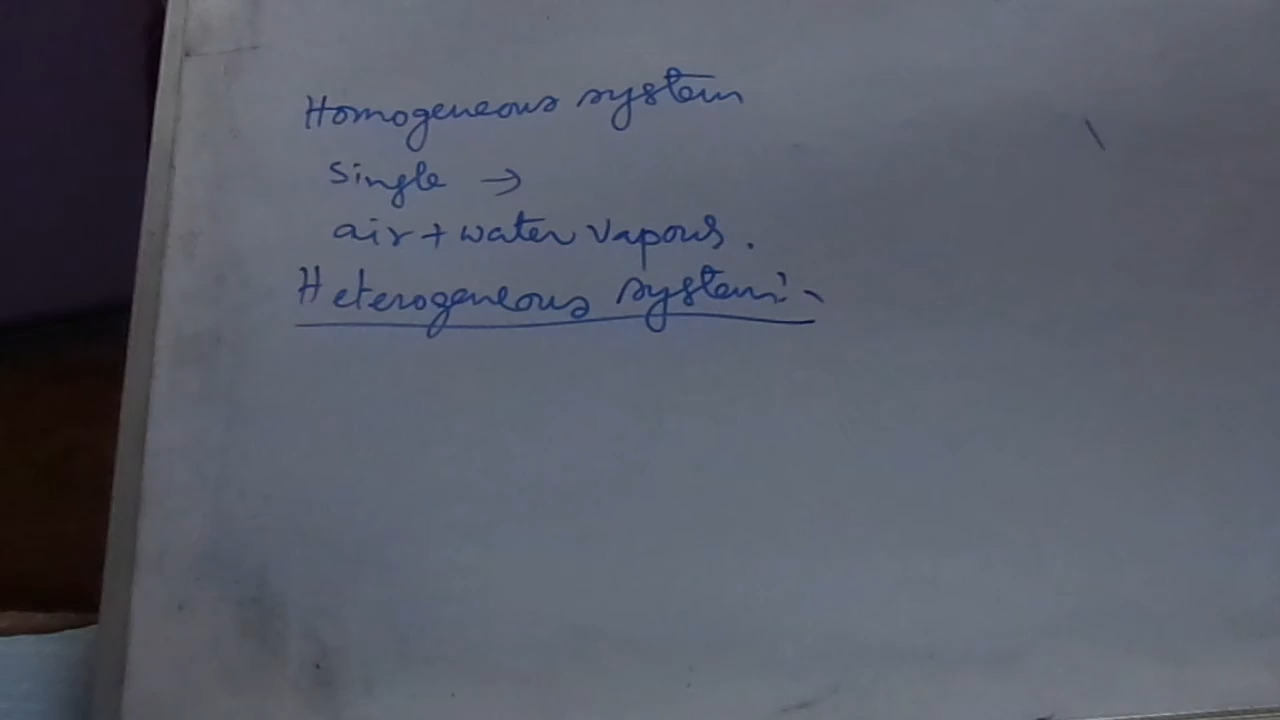 Homogeneous system
Single →
air + water vapours.
Heterogeneous system:-